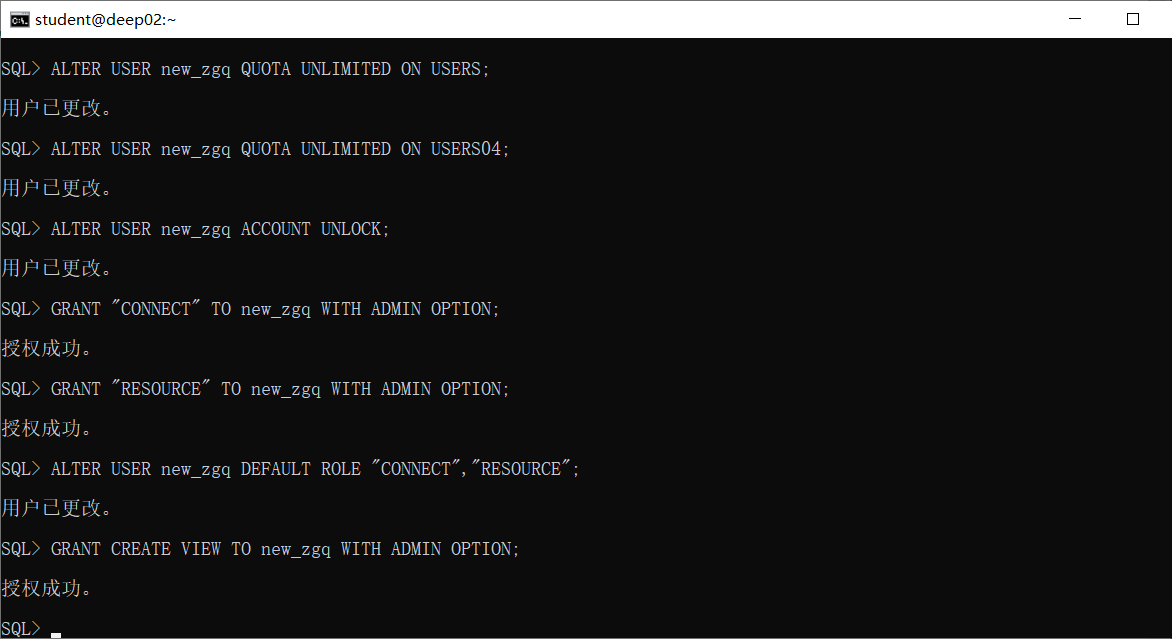 student@deep02:~
SQL> ALTER USER new_zgq QUOTA UNLIMITED ON USERS;
用户已更改。
SQL> ALTER USER new_zgq QUOTA UNLIMITED ON USERS04;
用户已更改。
SQL> ALTER USER new_zgq ACCOUNT UNLOCK;
用户已更改。
SQL> GRANT "CONNECT" TO new_zgq WITH ADMIN OPTION;
授权成功。
SQL> GRANT "RESOURCE" TO new_zgq WITH ADMIN OPTION;
授权成功。
SQL> ALTER USER new_zgq DEFAULT ROLE "CONNECT","RESOURCE";
用户已更改。
SQL> GRANT CREATE VIEW TO new_zgq WITH ADMIN OPTION;
授权成功。
SQL>